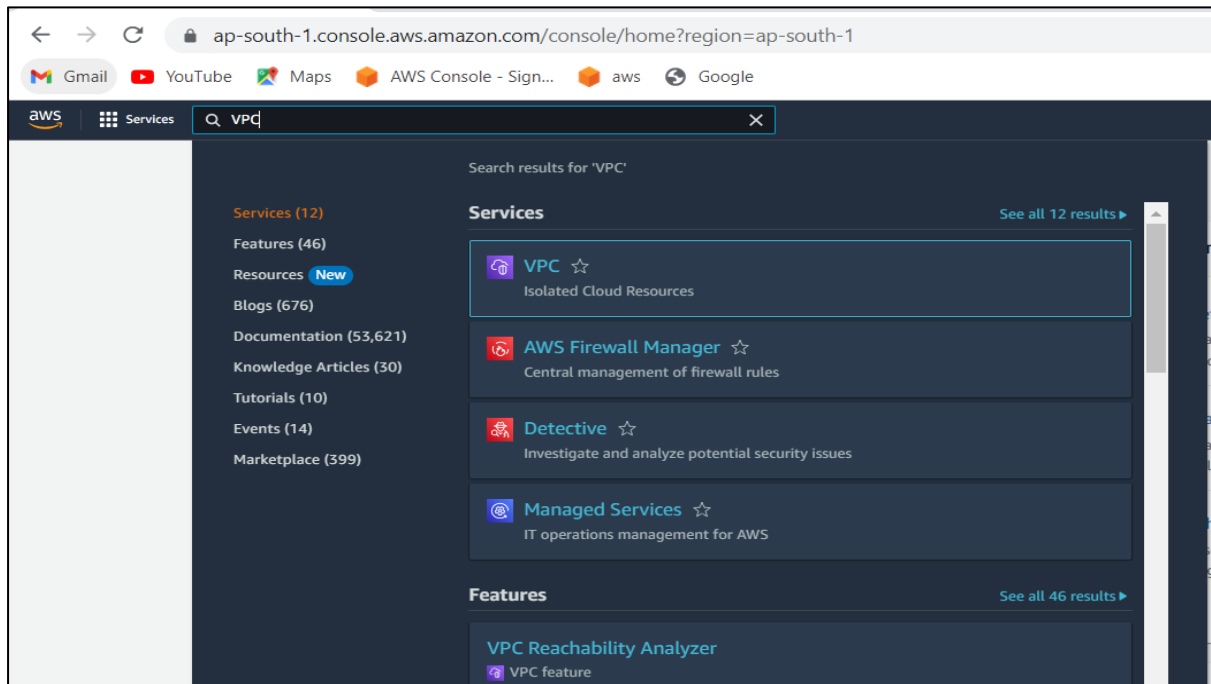 ap-south-1.console.aws.amazon.com/console/home?region=ap-south-1
Gmail YouTube Maps AWS Console - Sign... aws Google
aws Services VPC
Search results for 'VPC'
Services (12)
Features (46)
Resources New
Blogs (676)
Documentation (53,621)
Knowledge Articles (30)
Tutorials (10)
Events (14)
Marketplace (399)
Services See all 12 results
VPC
Isolated Cloud Resources
AWS Firewall Manager
Central management of firewall rules
Detective
Investigate and analyze potential security issues
Managed Services
IT operations management for AWS
Features See all 46 results
VPC Reachability Analyzer
VPC feature